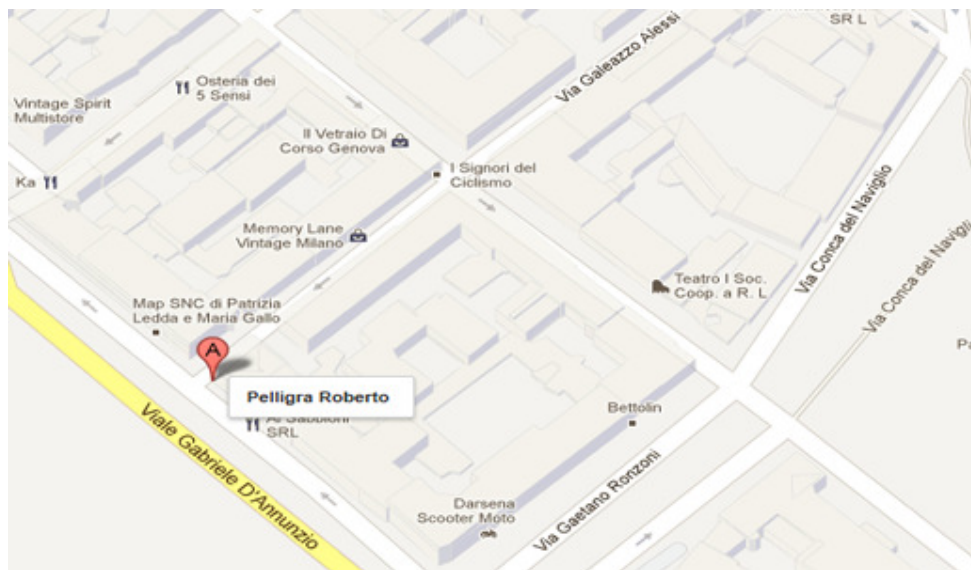 SR L
Via Galeazzo Alessi
Osteria dei
5 Sensi
Vintage Spirit
Multistore
Il Vetraio Di
Corso Genova
I Signori del
Ciclismo
Ka
Via Conca del Naviglio
Via Conca del Navigli
Memory Lane
Vintage Milano
Teatro I Soc.
Coop. a R. L
Map SNC di Patrizia
Ledda e Maria Gallo
Pa
A
Pelligra Roberto
SRL
Bettolin
Viale Gabriele D'Annunzio
Via Gaetano Ronzoni
Darsena
Scooter Moto